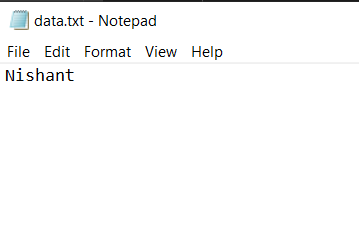 data.txt - Notepad
File Edit Format View Help
Nishant